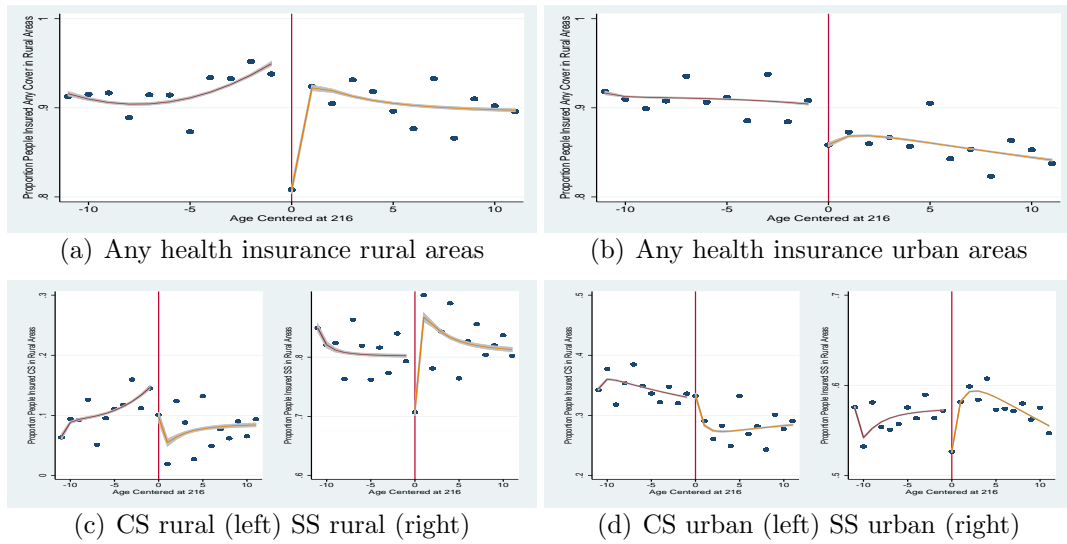 Proportion People Insured Any Cover in Rural Areas
1
.9
.8
-10 -5 0 5 10
Age Centered at 216
(a) Any health insurance rural areas
Proportion People Insured Any Cover in Rural Areas
1
.9
.8
-10 -5 0 5 10
Age Centered at 216
(b) Any health insurance urban areas
Proportion People Insured CS in Rural Areas
.3
.2
.1
0
-10 -5 0 5 10
Age Centered at 216
Proportion People Insured SS in Rural Areas
.9
.8
.7
.6
-10 -5 0 5 10
Age Centered at 216
(c) CS rural (left) SS rural (right)
Proportion People Insured CS in Rural Areas
.5
.4
.3
.2
-10 -5 0 5 10
Age Centered at 216
Proportion People Insured SS in Rural Areas
.7
.6
.5
-10 -5 0 5 10
Age Centered at 216
(d) CS urban (left) SS urban (right)